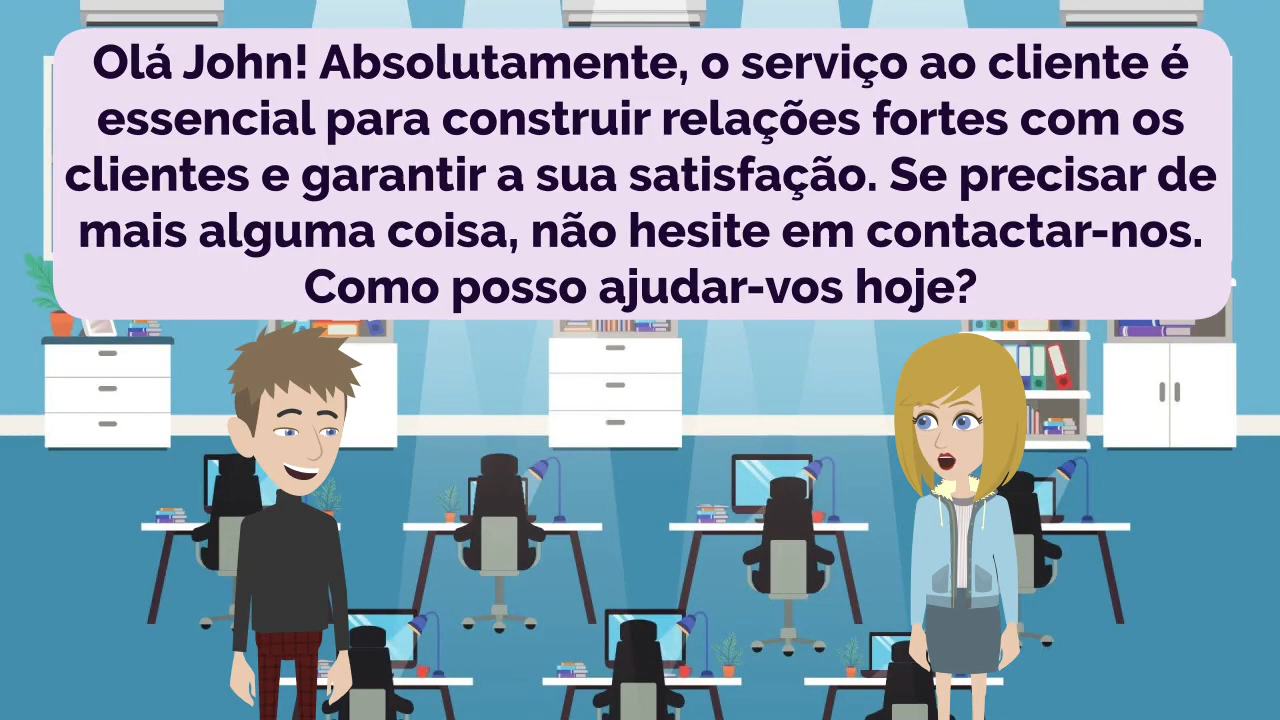 Olá John! Absolutamente, o serviço ao cliente é
essencial para construir relações fortes com os
clientes e garantir a sua satisfação. Se precisar de
mais alguma coisa, não hesite em contactar-nos.
Como posso ajudar-vos hoje?